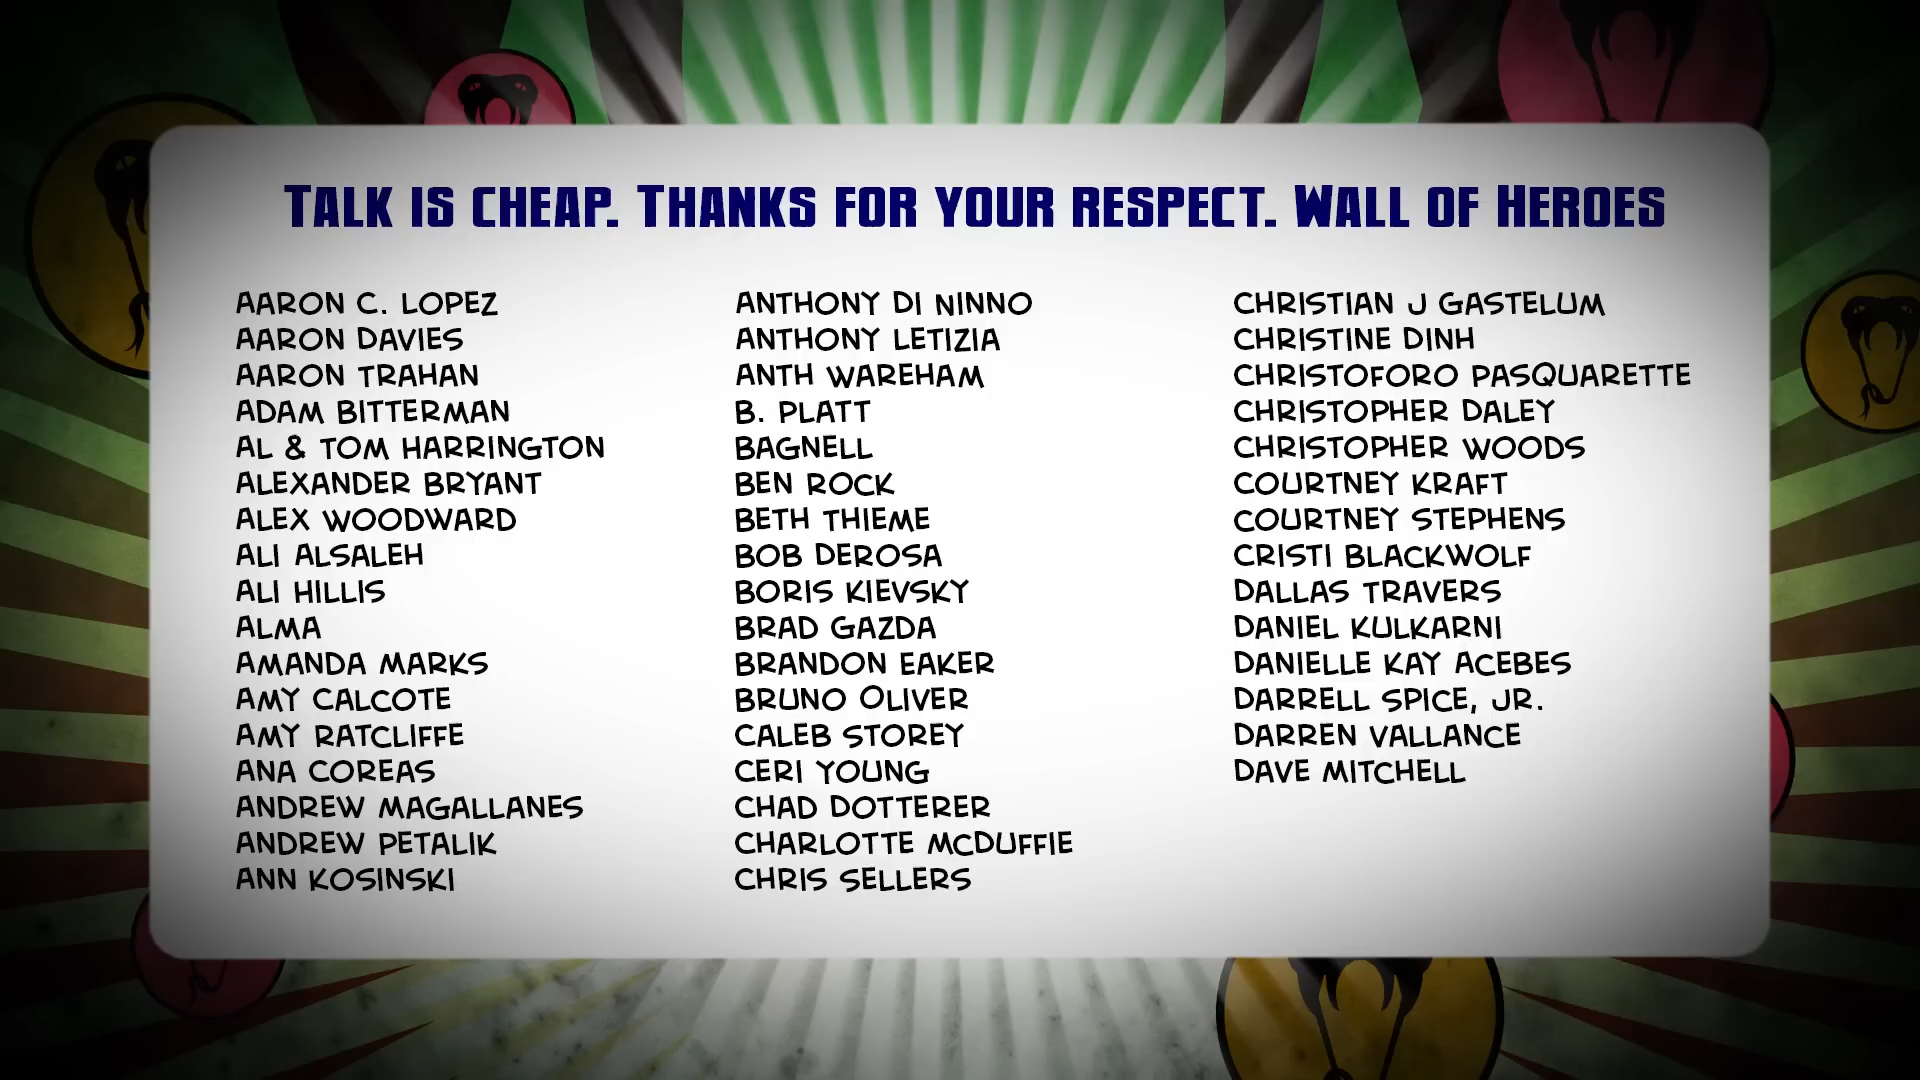 TALK IS CHEAP. THANKS FOR YOUR RESPECT. WALL OF HEROES
AARON C. LOPEZ
AARON DAVIES
AARON TRAHAN
ADAM BITTERMAN
AL & TOM HARRINGTON
ALEXANDER BRYANT
ALEX WOODWARD
ALI ALSALEH
ALI HILLIS
ALMA
AMANDA MARKS
AMY CALCOTE
AMY RATCLIFFE
ANA COREAS
ANDREW MAGALLANES
ANDREW PETALIK
ANN KOSINSKI
ANTHONY DI NINNO
ANTHONY LETIZIA
ANTH WAREHAM
B. PLATT
BAGNELL
BEN ROCK
BETH THIEME
BOB DEROSA
BORIS KIEVSKY
BRAD GAZDA
BRANDON EAKER
BRUNO OLIVER
CALEB STOREY
CERI YOUNG
CHAD DOTTERER
CHARLOTTE MCDUFFIE
CHRIS SELLERS
CHRISTIAN J GASTELUM
CHRISTINE DINH
CHRISTOFORO PASQUARETTE
CHRISTOPHER DALEY
CHRISTOPHER WOODS
COURTNEY KRAFT
COURTNEY STEPHENS
CRISTI BLACKWOLF
DALLAS TRAVERS
DANIEL KULKARNI
DANIELLE KAY ACEBES
DARRELL SPICE, JR.
DARREN VALLANCE
DAVE MITCHELL